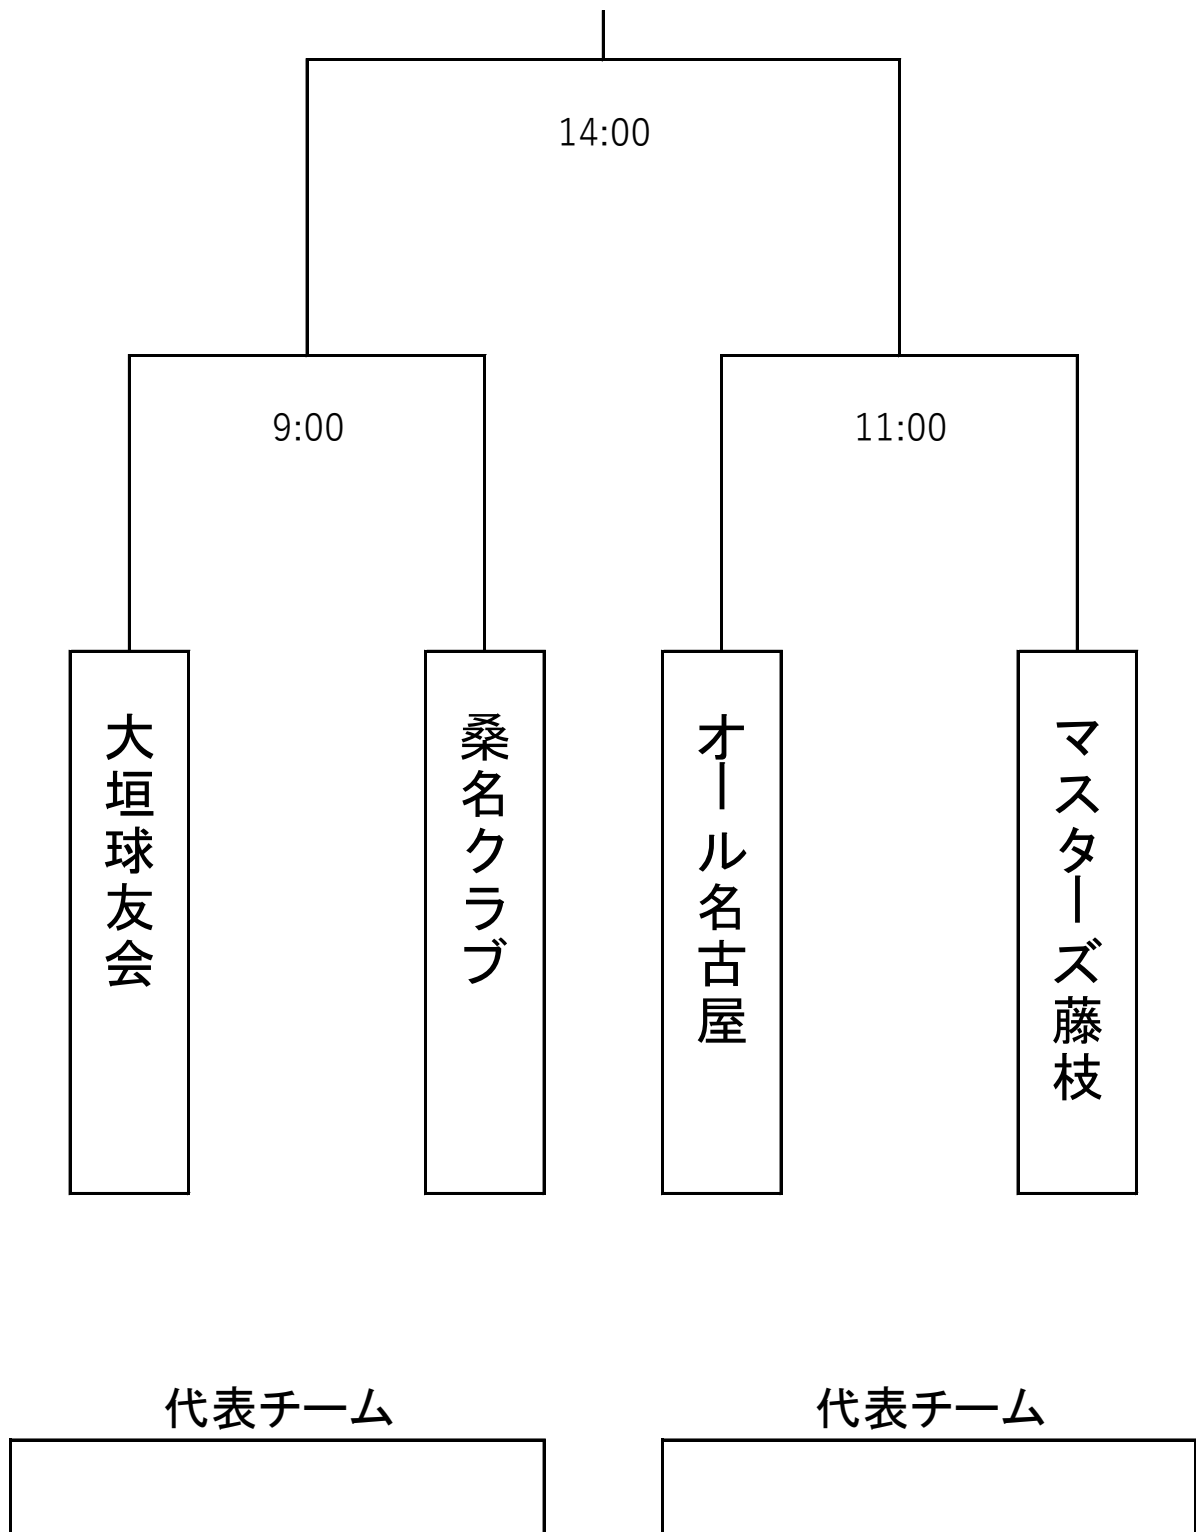 14:00
9:00
11:00
大垣球友会
桑名クラブ
オール名古屋
マスターズ藤枝
代表チーム
代表チーム